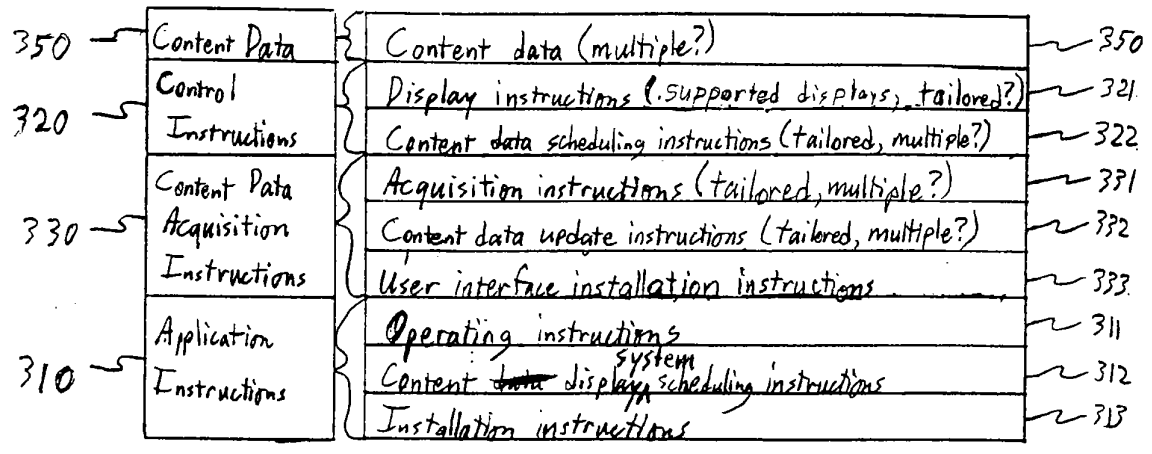 350 Content Data Content data (multiple?) 350
320 Control Instructions
Display instructions (supported displays, tailored?) 321
Content data scheduling instructions (tailored, multiple?) 322
330 Content Data Acquisition Instructions
Acquisition instructions (tailored, multiple?) 331
Content data update instructions (tailored, multiple?) 332
User interface installation instructions 333
310 Application Instructions
Operating instructions 311
Content display system scheduling instructions 312
Installation instructions 313